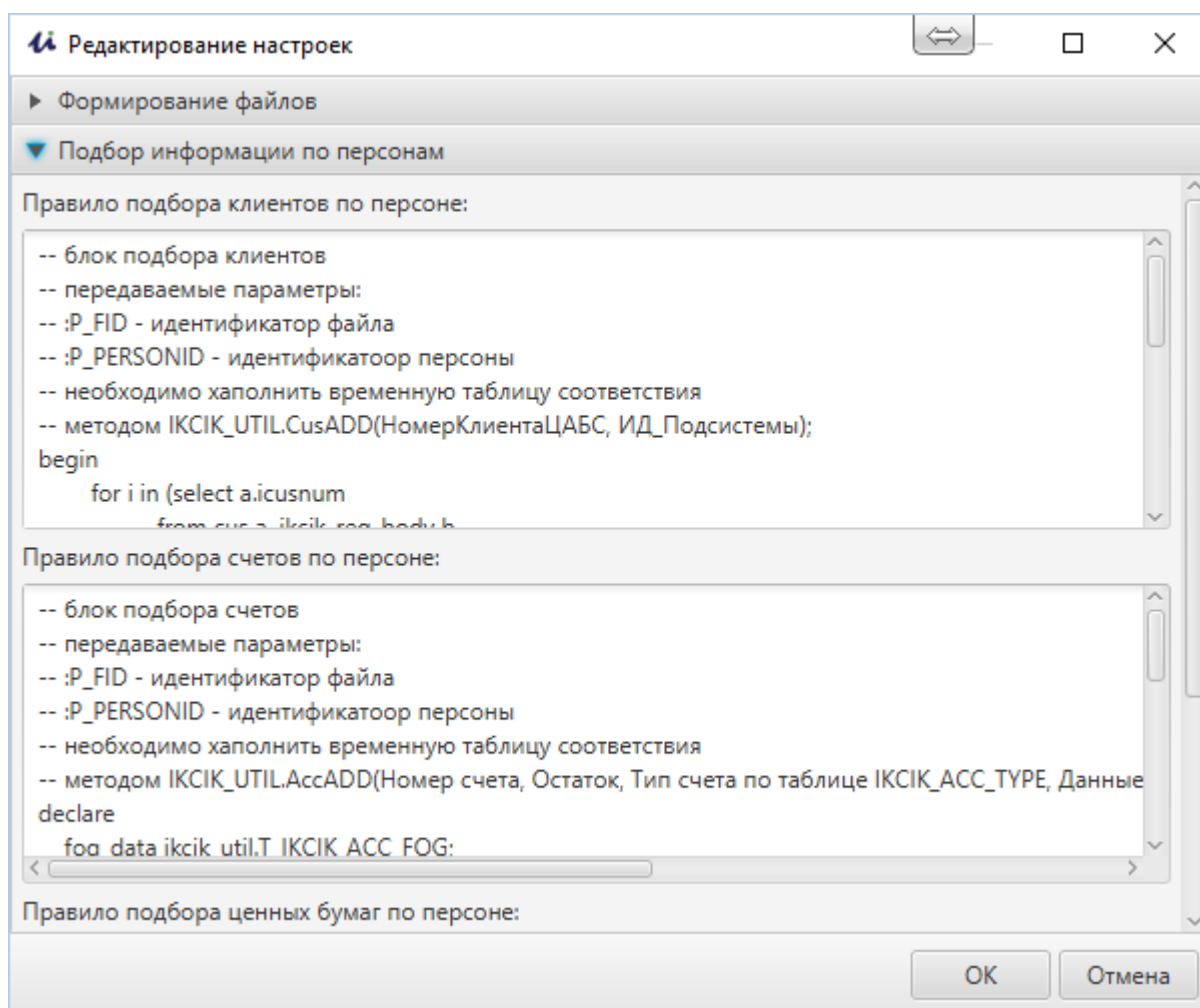 Редактирование настроек
Формирование файлов
Подбор информации по персонам
Правило подбора клиентов по персоне:
-- блок подбора клиентов
-- передаваемые параметры:
-- :P_FID - идентификатор файла
-- :P_PERSONID - идентификатоор персоны
-- необходимо хаполнить временную таблицу соответствия
-- методом IKCIK_UTIL.CusADD(НомерКлиентаЦАБС, ИД_Подсистемы);
begin
for i in (select a.icusnum
from cus a, ikcik_req_body b
Правило подбора счетов по персоне:
-- блок подбора счетов
-- передаваемые параметры:
-- :P_FID - идентификатор файла
-- :P_PERSONID - идентификатоор персоны
-- необходимо хаполнить временную таблицу соответствия
-- методом IKCIK_UTIL.AccADD(Номер счета, Остаток, Тип счета по таблице IKCIK_ACC_TYPE, Данные
declare
fog_data ikcik_util.T_IKCIK_ACC_FOG;
Правило подбора ценных бумаг по персоне:
OK
Отмена